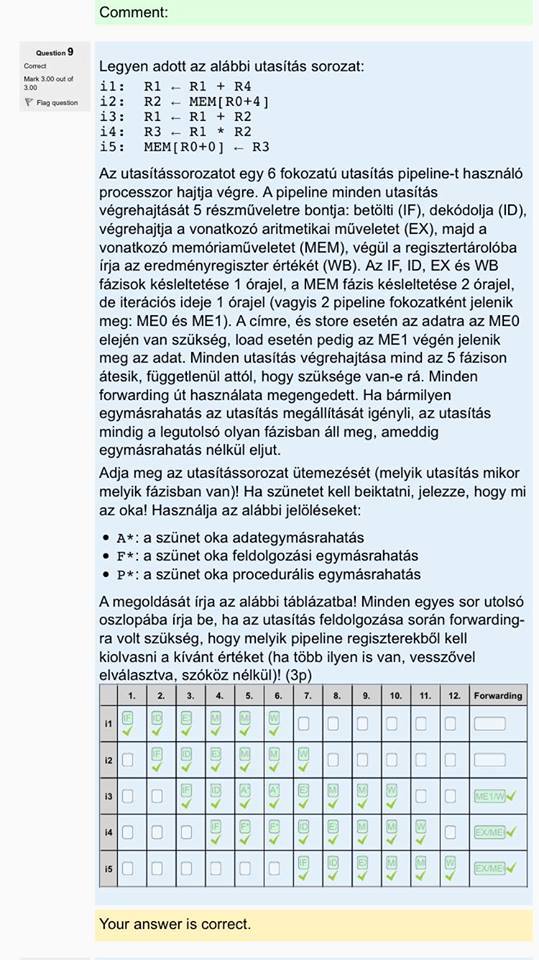 Comment:
Question 9
Correct
Mark 3.00 out of
3.00
Flag question
Legyen adott az alábbi utasítás sorozat:
i1: R1 ← R1 + R4
i2: R2 ← MEM[R0+4]
i3: R1 ← R1 + R2
i4: R3 ← R1 * R2
i5: MEM[R0+0] ← R3
Az utasítássorozatot egy 6 fokozatú utasítás pipeline-t használó
processzor hajtja végre. A pipeline minden utasítás
végrehajtását 5 részműveletre bontja: betölti (IF), dekódolja (ID),
végrehajtja a vonatkozó aritmetikai műveletet (EX), majd a
vonatkozó memóriaműveletet (MEM), végül a regisztertárolóba
írja az eredményregiszter értékét (WB). Az IF, ID, EX és WB
fázisok késleltetése 1 órajel, a MEM fázis késleltetése 2 órajel,
de iterációs ideje 1 órajel (vagyis 2 pipeline fokozatként jelenik
meg: ME0 és ME1). A címre, és store esetén az adatra az ME0
elején van szükség, load esetén pedig az ME1 végén jelenik
meg az adat. Minden utasítás végrehajtása mind az 5 fázison
átesik, függetlenül attól, hogy szüksége van-e rá. Minden
forwarding út használata megengedett. Ha bármilyen
egymásrahatás az utasítás megállítását igényli, az utasítás
mindig a legutolsó olyan fázisban áll meg, ameddig
egymásrahatás nélkül eljut.
Adja meg az utasítássorozat ütemezését (melyik utasítás mikor
melyik fázisban van)! Ha szünetet kell beiktatni, jelezze, hogy mi
az oka! Használja az alábbi jelöléseket:
• A*: a szünet oka adategymásrahatás
• F*: a szünet oka feldolgozási egymásrahatás
• P*: a szünet oka procedurális egymásrahatás
A megoldását írja az alábbi táblázatba! Minden egyes sor utolsó
oszlopába írja be, ha az utasítás feldolgozása során forwarding-
ra volt szükség, hogy melyik pipeline regiszterekből kell
kiolvasni a kívánt értéket (ha több ilyen is van, vesszővel
elválasztva, szóköz nélkül)! (3p)
1. 2. 3. 4. 5. 6. 7. 8. 9. 10. 11. 12. Forwarding
i1 IF ID E M M W
i2 IF ID E M M W
i3 IF ID A* A* E M M W ME1/W
i4 IF F* F* ID E M M W EX/ME
i5 IF ID E M M W EX/ME
Your answer is correct.